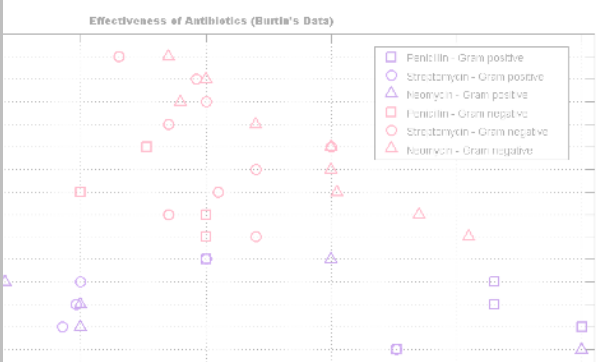 Effectiveness of Antibiotics (Burtin's Data)
Penicillin - Gram positive
Streptomycin - Gram positive
Neomycin - Gram positive
Penicillin - Gram negative
Streptomycin - Gram negative
Neomycin - Gram negative